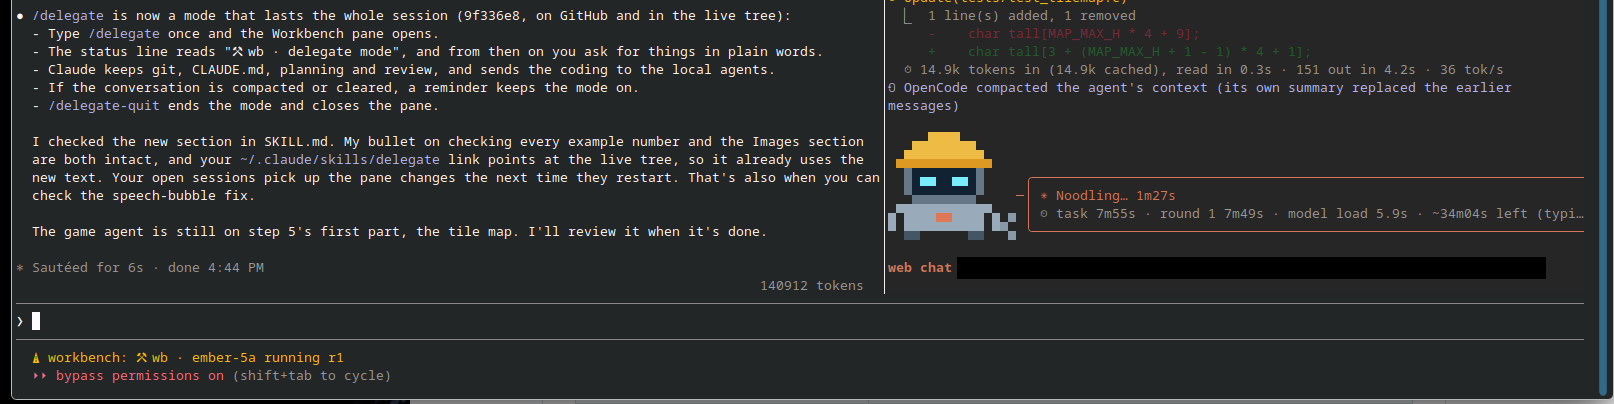 ● /delegate is now a mode that lasts the whole session (9f336e8, on GitHub and in the live tree):
- Type /delegate once and the Workbench pane opens.
- The status line reads "⚒ wb · delegate mode", and from then on you ask for things in plain words.
- Claude keeps git, CLAUDE.md, planning and review, and sends the coding to the local agents.
- If the conversation is compacted or cleared, a reminder keeps the mode on.
- /delegate-quit ends the mode and closes the pane.
I checked the new section in SKILL.md. My bullet on checking every example number and the Images section
are both intact, and your ~/.claude/skills/delegate link points at the live tree, so it already uses the
new text. Your open sessions pick up the pane changes the next time they restart. That's also when you can
check the speech-bubble fix.
The game agent is still on step 5's first part, the tile map. I'll review it when it's done.
* Sautéed for 6s · done 4:44 PM
140912 tokens
1 line(s) added, 1 removed
- char tall[MAP_MAX_H * 4 + 9];
+ char tall[3 + (MAP_MAX_H + 1 - 1) * 4 + 1];
⏱ 14.9k tokens in (14.9k cached), read in 0.3s · 151 out in 4.2s · 36 tok/s
OpenCode compacted the agent's context (its own summary replaced the earlier
messages)
✳ Noodling… 1m27s
⏱ task 7m55s · round 1 7m49s · model load 5.9s · ~34m04s left (typi…
web chat
❯
workbench: ⚒ wb · ember-5a running r1
⏵⏵ bypass permissions on (shift+tab to cycle)